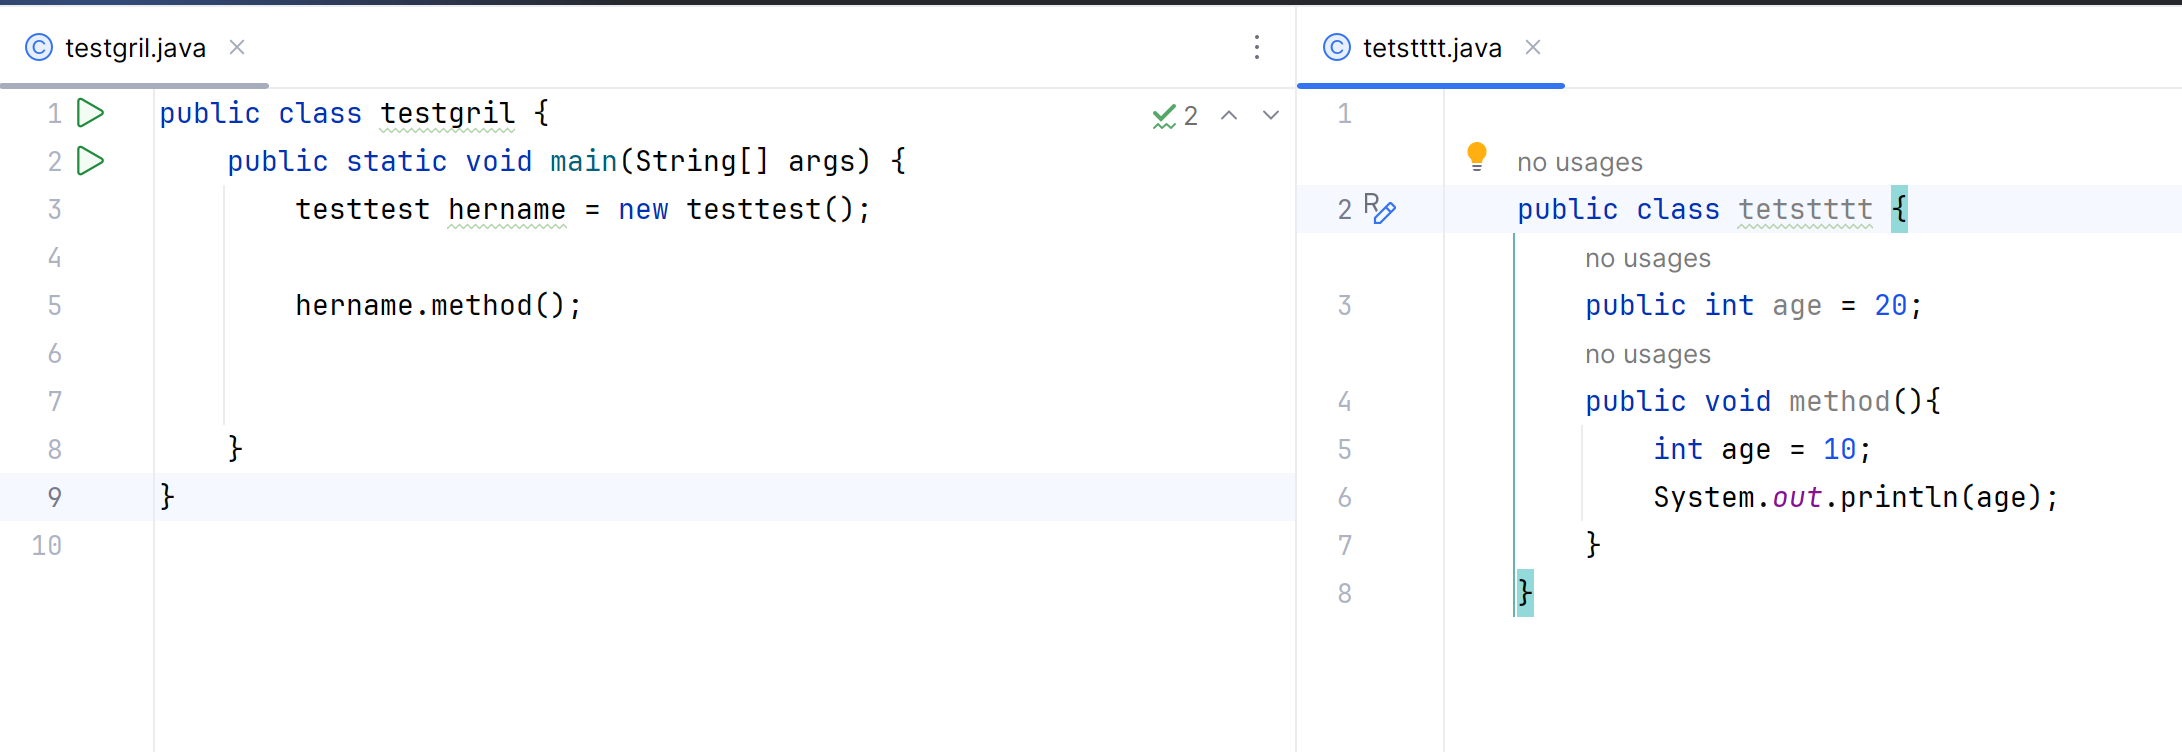 testgril.java
1 public class testgril {
2 public static void main(String[] args) {
3 testtest hername = new testtest();
4
5 hername.method();
6
7
8 }
9 }
10
2
tetstttt.java
1
no usages
2 public class tetstttt {
no usages
3 public int age = 20;
no usages
4 public void method(){
5 int age = 10;
6 System.out.println(age);
7 }
8 }